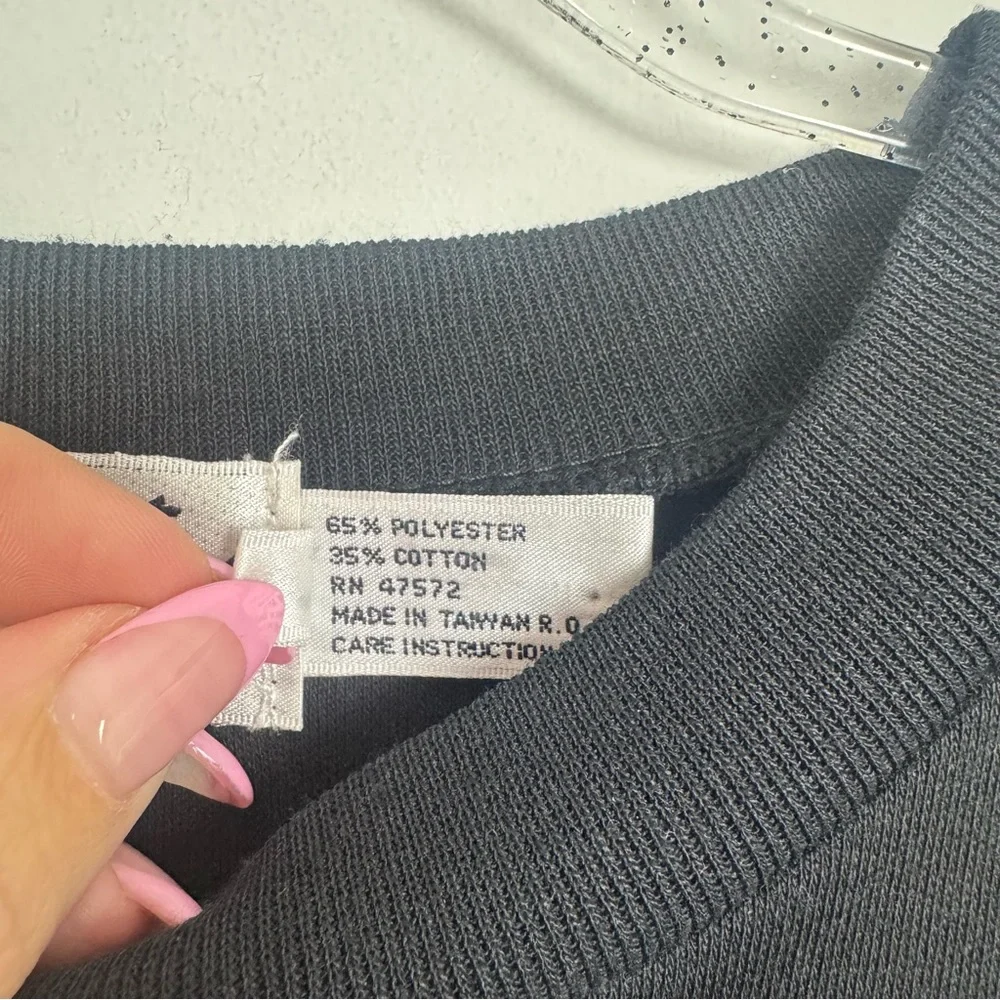 65% POLYESTER
35% COTTON
RN 47572
MADE IN TAIWAN R.O.
CARE INSTRUCTION